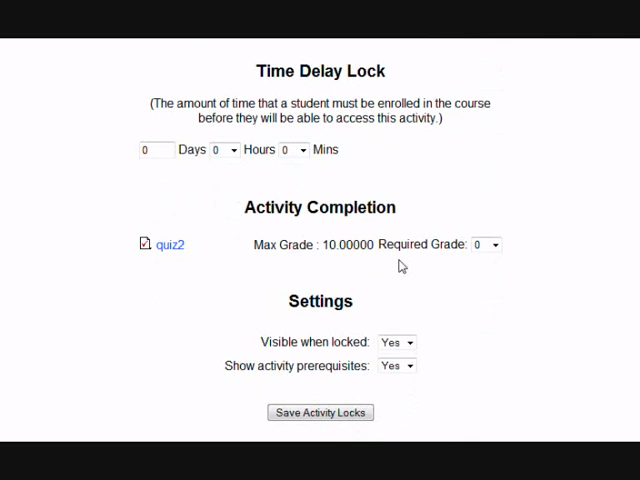 Time Delay Lock
(The amount of time that a student must be enrolled in the course
before they will be able to access this activity.)
0 Days 0 Hours 0 Mins
Activity Completion
quiz2 Max Grade : 10.00000 Required Grade: 0
Settings
Visible when locked: Yes
Show activity prerequisites: Yes
Save Activity Locks